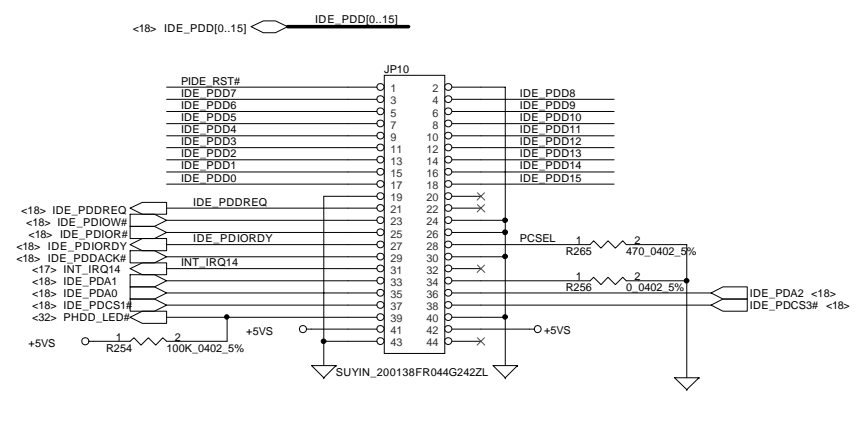 <18> IDE_PDD[0..15] IDE_PDD[0..15]
JP10
PIDE_RST# 1 2
IDE_PDD7 3 4 IDE_PDD8
IDE_PDD6 5 6 IDE_PDD9
IDE_PDD5 7 8 IDE_PDD10
IDE_PDD4 9 10 IDE_PDD11
IDE_PDD3 11 12 IDE_PDD12
IDE_PDD2 13 14 IDE_PDD13
IDE_PDD1 15 16 IDE_PDD14
IDE_PDD0 17 18 IDE_PDD15
19 20
<18> IDE_PDDREQ IDE_PDDREQ 21 22
<18> IDE_PDIOW# 23 24
<18> IDE_PDIOR# 25 26
<18> IDE_PDIORDY IDE_PDIORDY 27 28 PCSEL 1 2
R265 470_0402_5%
<18> IDE_PDDACK# 29 30
<17> INT_IRQ14 INT_IRQ14 31 32
<18> IDE_PDA1 33 34 1 2
R256 0_0402_5%
<18> IDE_PDA0 35 36 IDE_PDA2 <18>
<18> IDE_PDCS1# 37 38 IDE_PDCS3# <18>
<32> PHDD_LED# 39 40
+5VS 41 42 +5VS
+5VS 1 2 43 44
R254 100K_0402_5%
SUYIN_200138FR044G242ZL